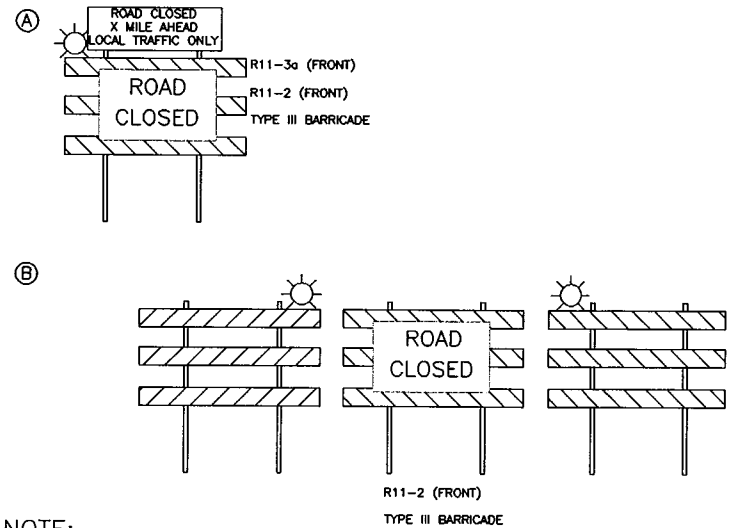 Ⓐ
ROAD CLOSED
X MILE AHEAD
LOCAL TRAFFIC ONLY
R11-3a (FRONT)
ROAD
CLOSED
R11-2 (FRONT)
TYPE III BARRICADE
Ⓑ
ROAD
CLOSED
R11-2 (FRONT)
TYPE III BARRICADE
NOTE: